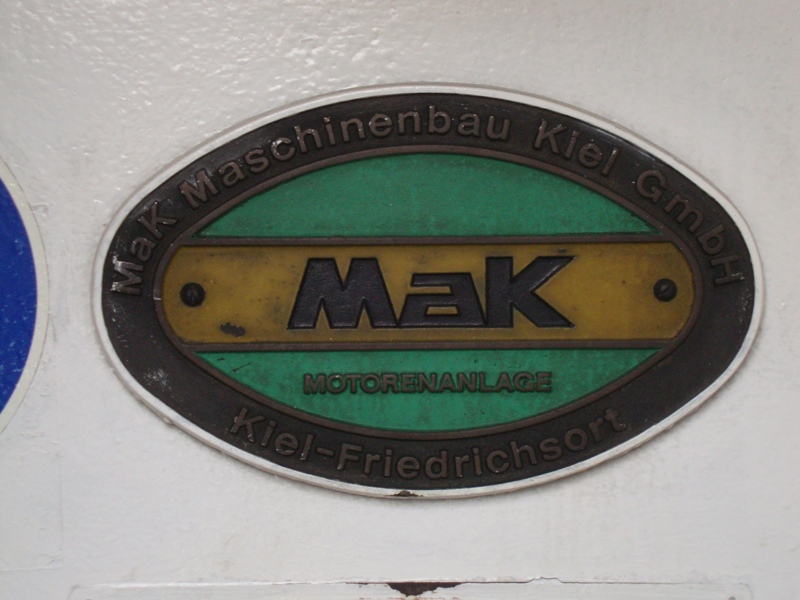 MaK Maschinenbau Kiel GmbH
MaK
MOTORENANLAGE
Kiel-Friedrichsort